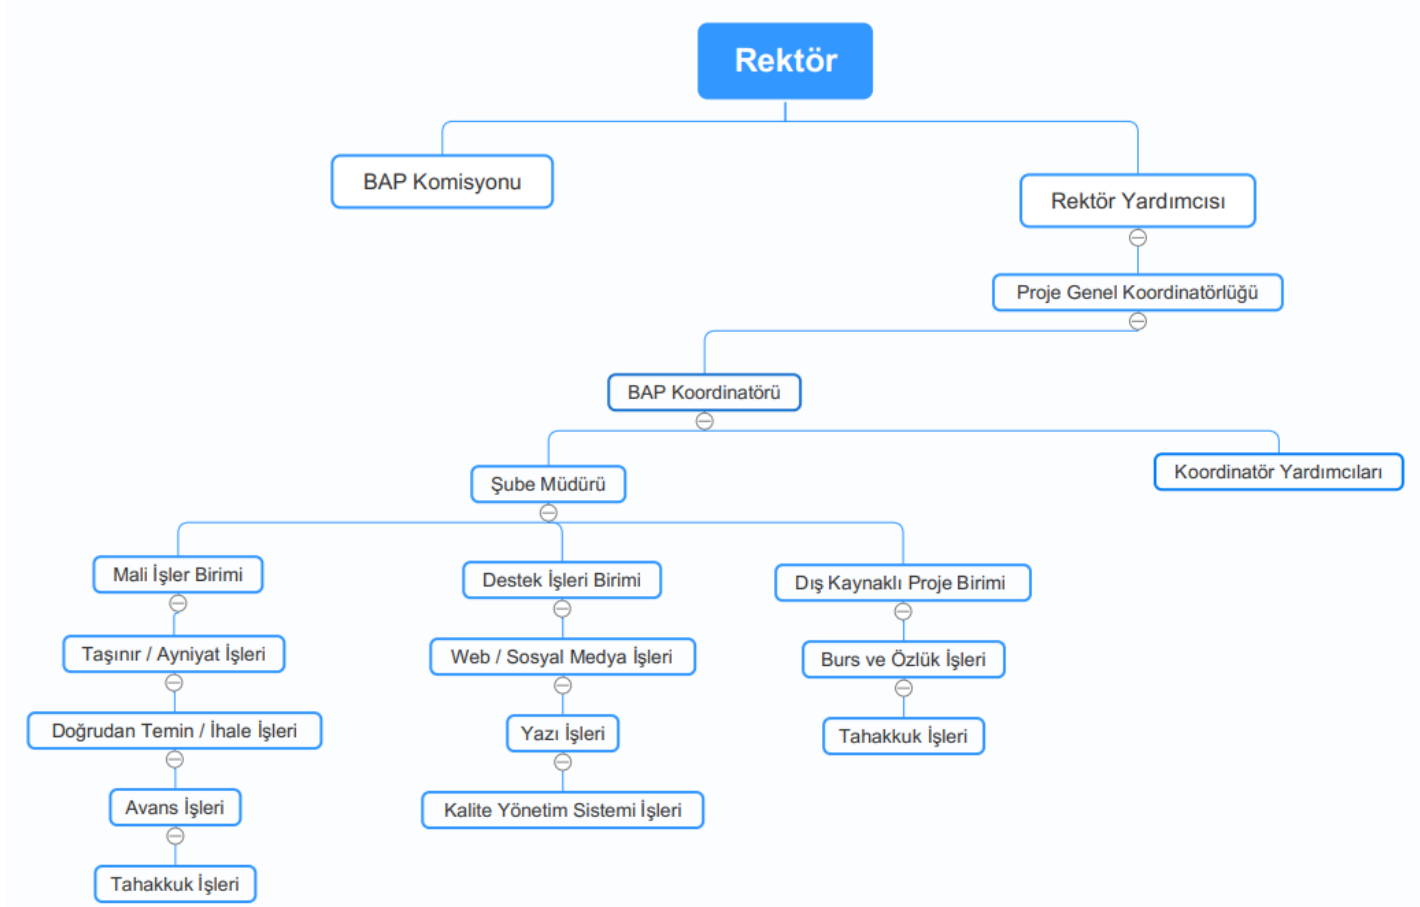 Rektör
BAP Komisyonu
Rektör Yardımcısı
Proje Genel Koordinatörlüğü
BAP Koordinatörü
Şube Müdürü
Koordinatör Yardımcıları
Mali İşler Birimi
Destek İşleri Birimi
Dış Kaynaklı Proje Birimi
Taşınır / Ayniyat İşleri
Web / Sosyal Medya İşleri
Burs ve Özlük İşleri
Doğrudan Temin / İhale İşleri
Yazı İşleri
Tahakkuk İşleri
Avans İşleri
Kalite Yönetim Sistemi İşleri
Tahakkuk İşleri